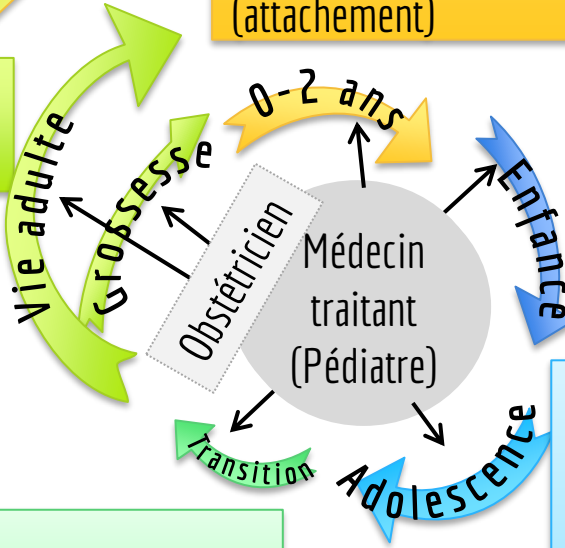 (attachement)
0-2 ans
Vie adulte
Grossesse
Enfance
Obstétricien
Médecin
traitant
(Pédiatre)
Transition
Adolescence